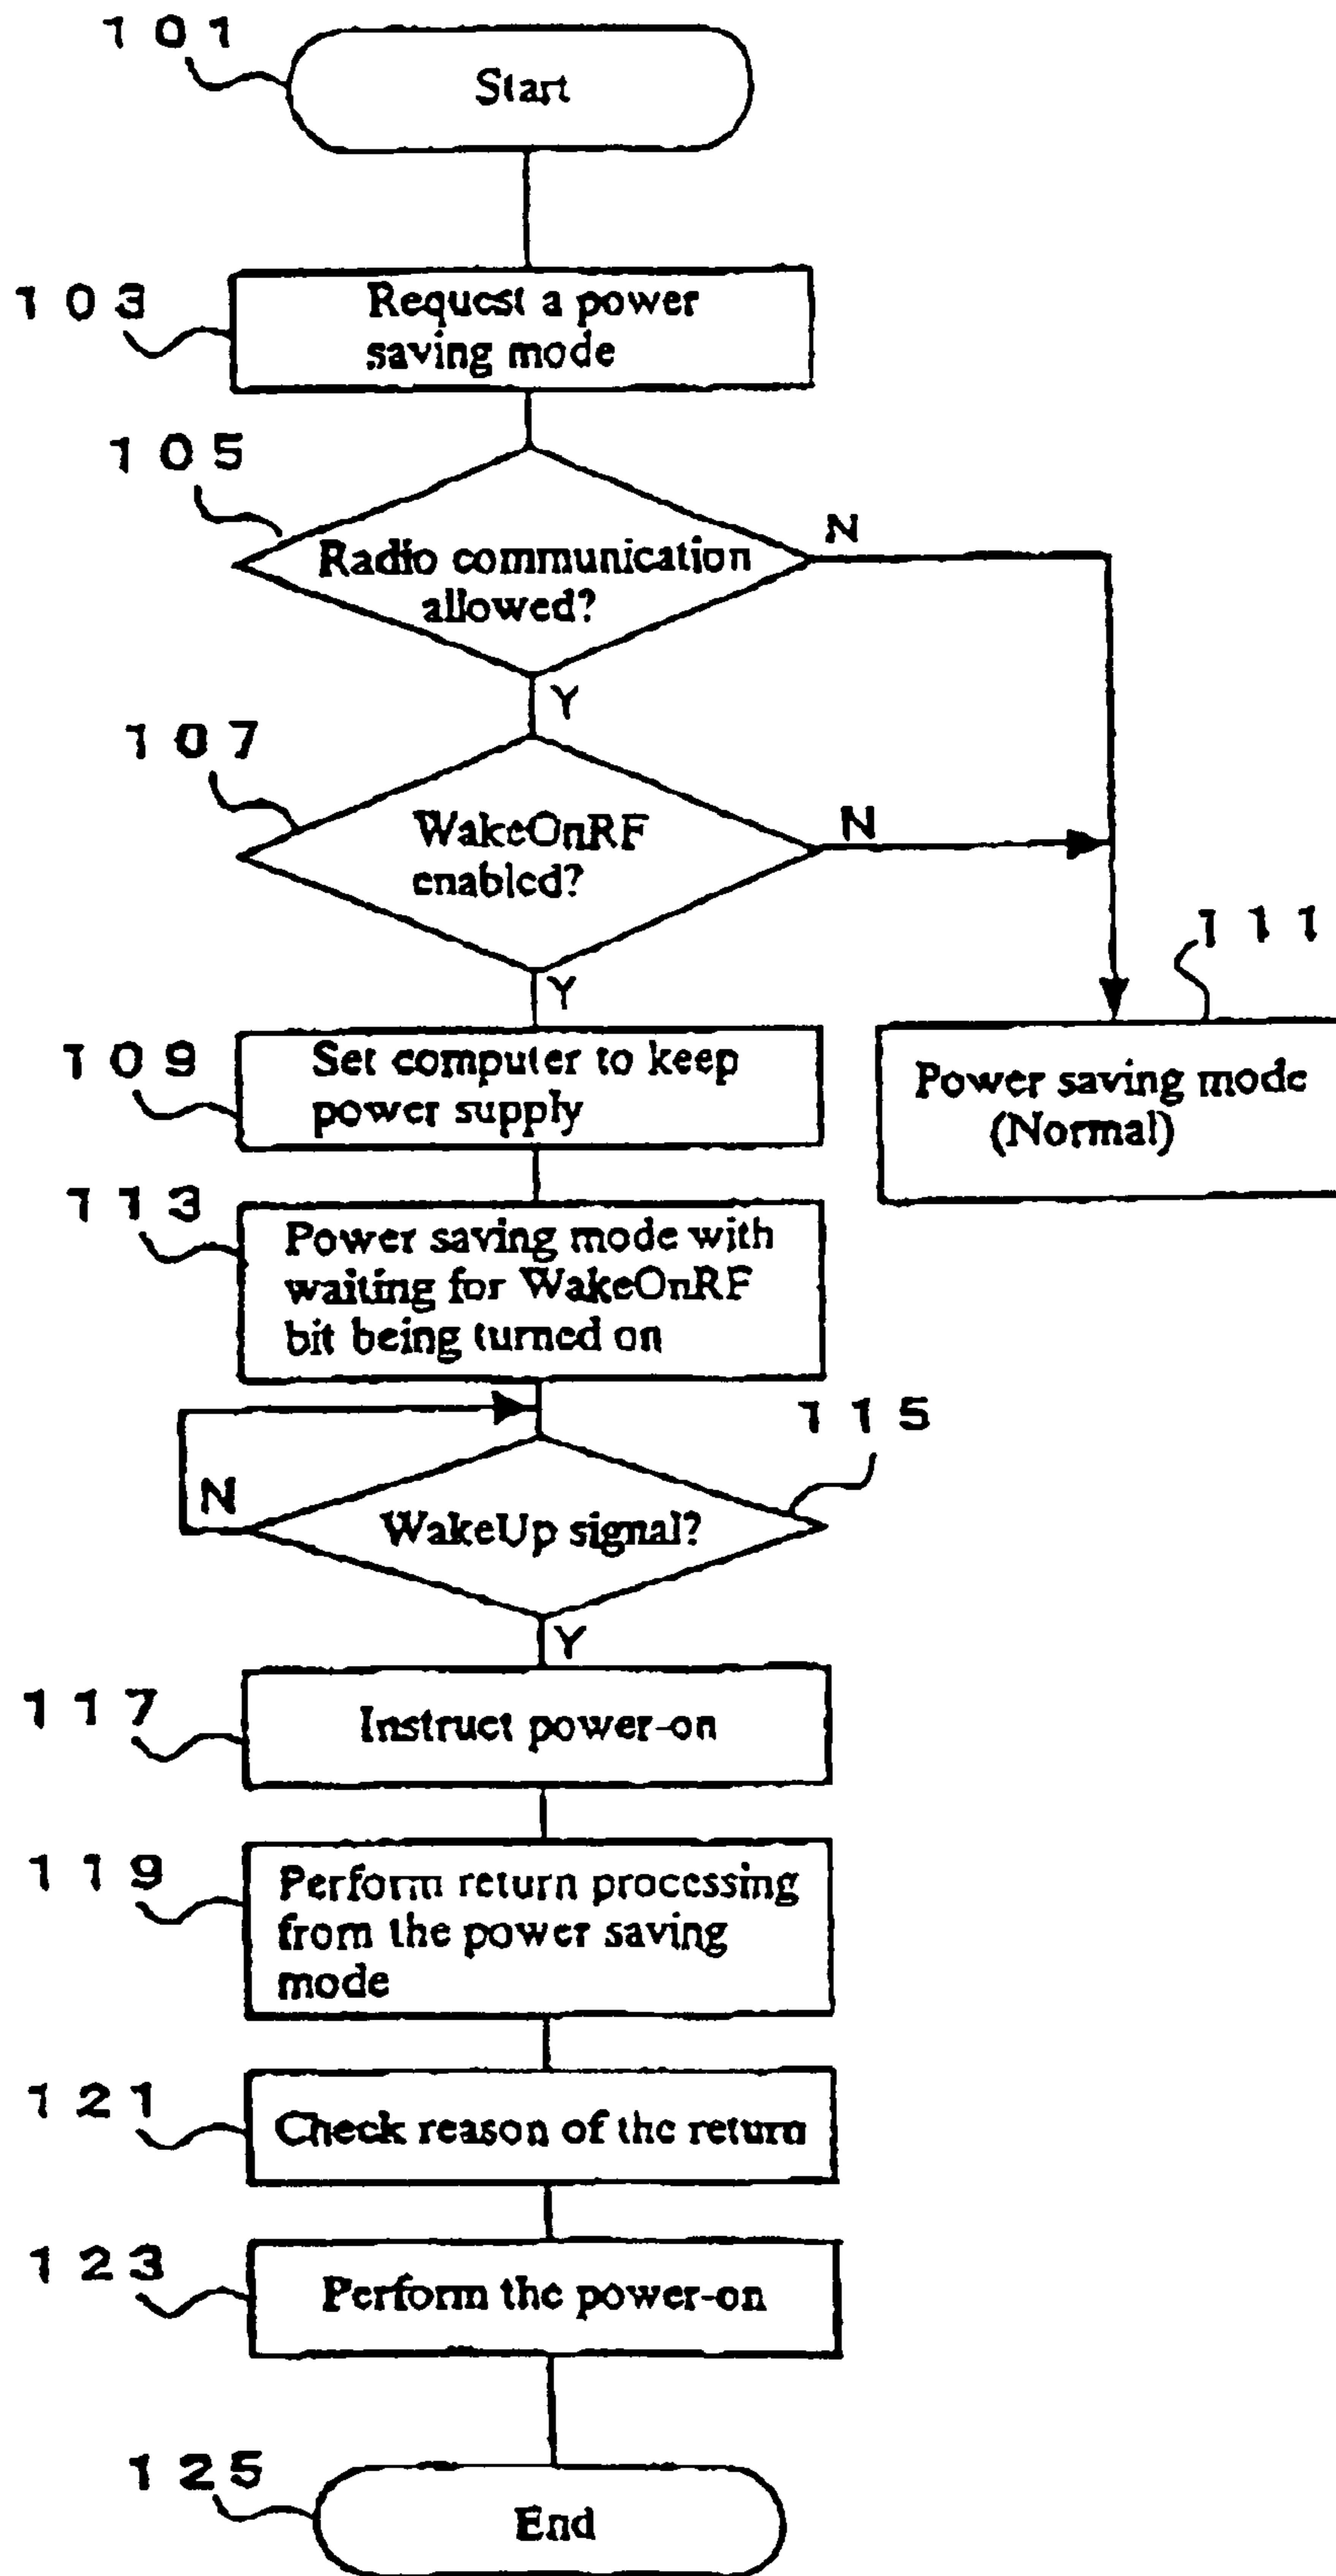 101
Start
103
Request a power
saving mode
105
N
Radio communication
allowed?
Y
107
WakeOnRF
enabled?
N
Y
111
109
Set computer to keep
power supply
Power saving mode
(Normal)
113
Power saving mode with
waiting for WakeOnRF
bit being turned on
115
N
WakeUp signal?
Y
117
Instruct power-on
119
Perform return processing
from the power saving
mode
121
Check reason of the return
123
Perform the power-on
125
End